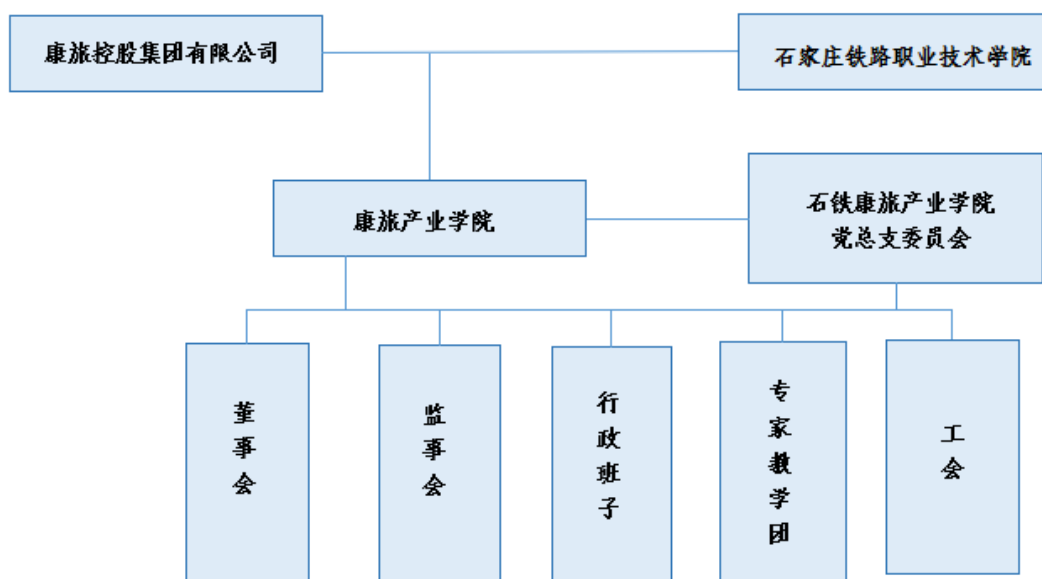 康旅控股集团有限公司
石家庄铁路职业技术学院
康旅产业学院
石铁康旅产业学院
党总支委员会
董事会
监事会
行政班子
专家教学团
工会